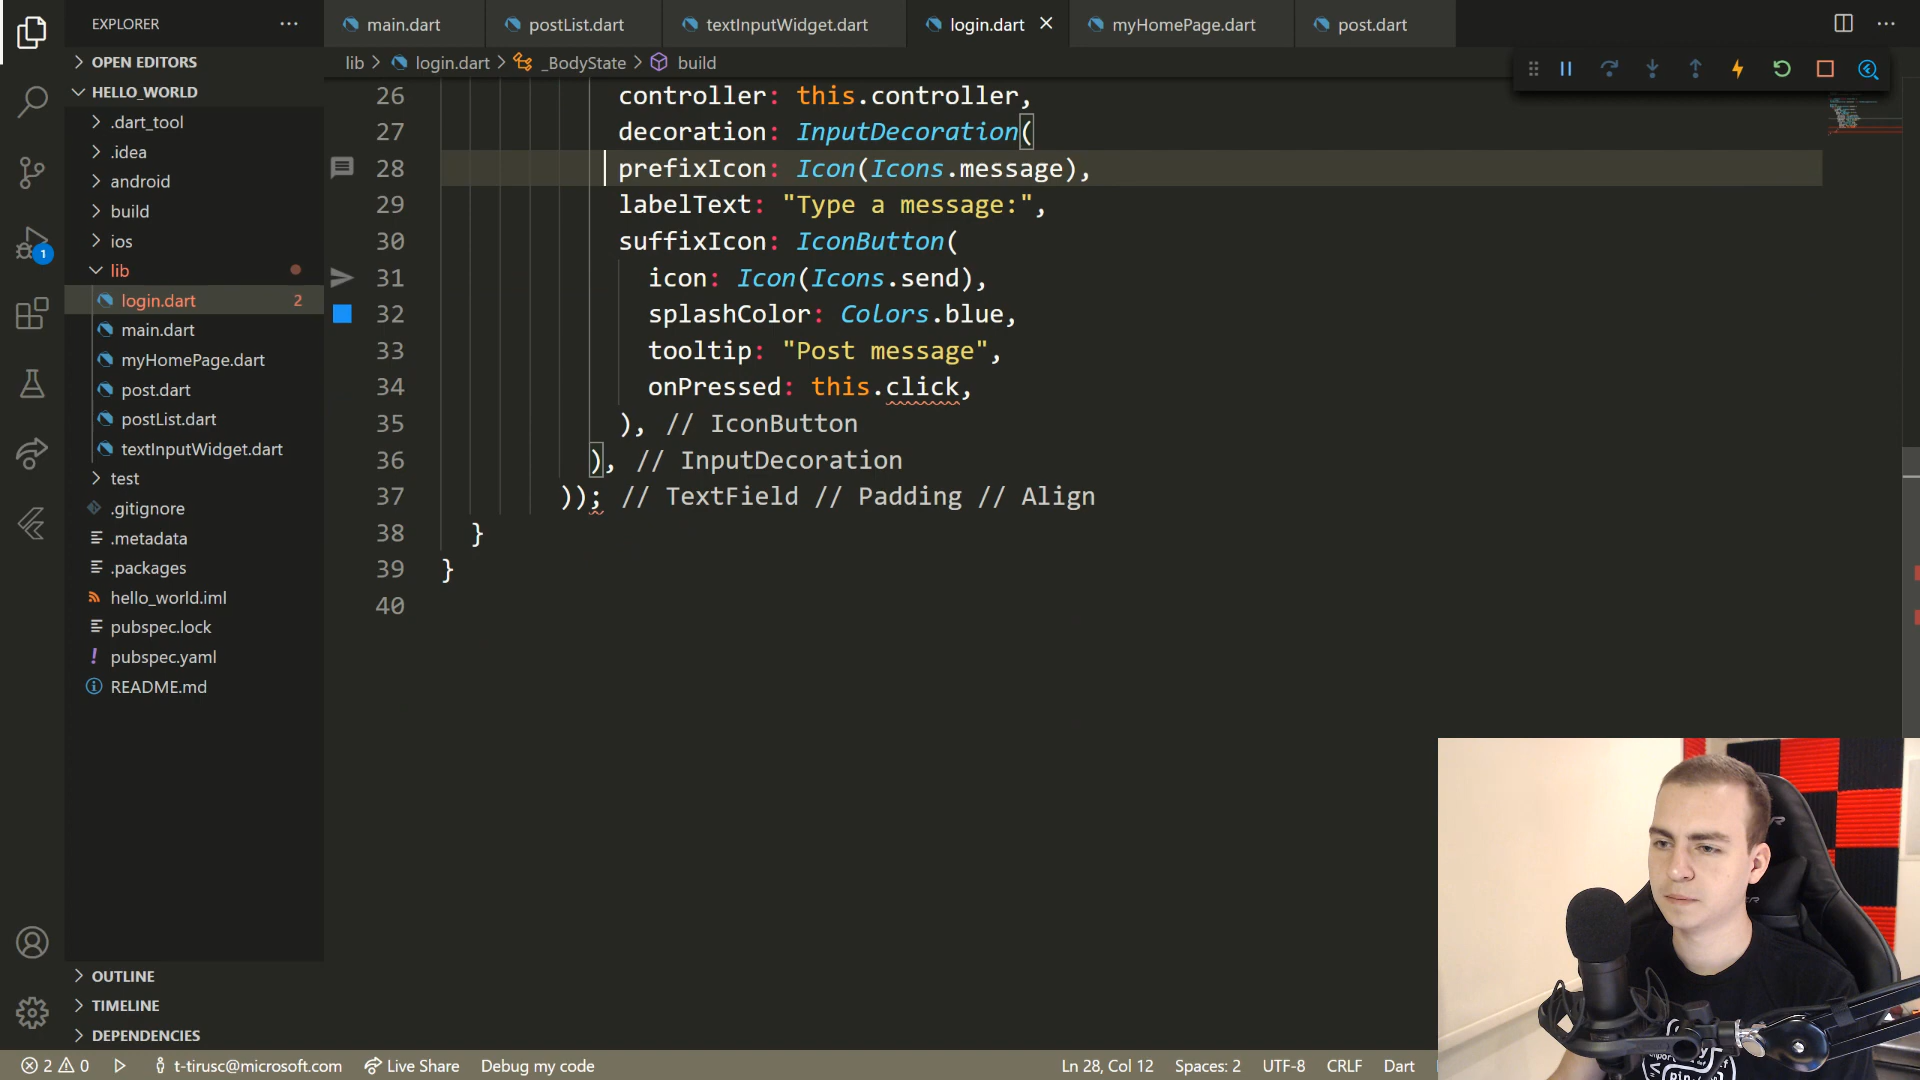 EXPLORER
main.dart
postList.dart
textInputWidget.dart
login.dart
myHomePage.dart
post.dart
OPEN EDITORS
lib
login.dart
_BodyState
build
HELLO_WORLD
.dart_tool
.idea
android
build
ios
lib
login.dart 2
main.dart
myHomePage.dart
post.dart
postList.dart
textInputWidget.dart
test
.gitignore
.metadata
.packages
hello_world.iml
pubspec.lock
pubspec.yaml
README.md
1
26 controller: this.controller,
27 decoration: InputDecoration(
28 prefixIcon: Icon(Icons.message),
29 labelText: "Type a message:",
30 suffixIcon: IconButton(
31 icon: Icon(Icons.send),
32 splashColor: Colors.blue,
33 tooltip: "Post message",
34 onPressed: this.click,
35 ), // IconButton
36 ), // InputDecoration
37 )); // TextField // Padding // Align
38 }
39 }
40
OUTLINE
TIMELINE
DEPENDENCIES
2 0
t-tirusc@microsoft.com
Live Share
Debug my code
Ln 28, Col 12
Spaces: 2
UTF-8
CRLF
Dart